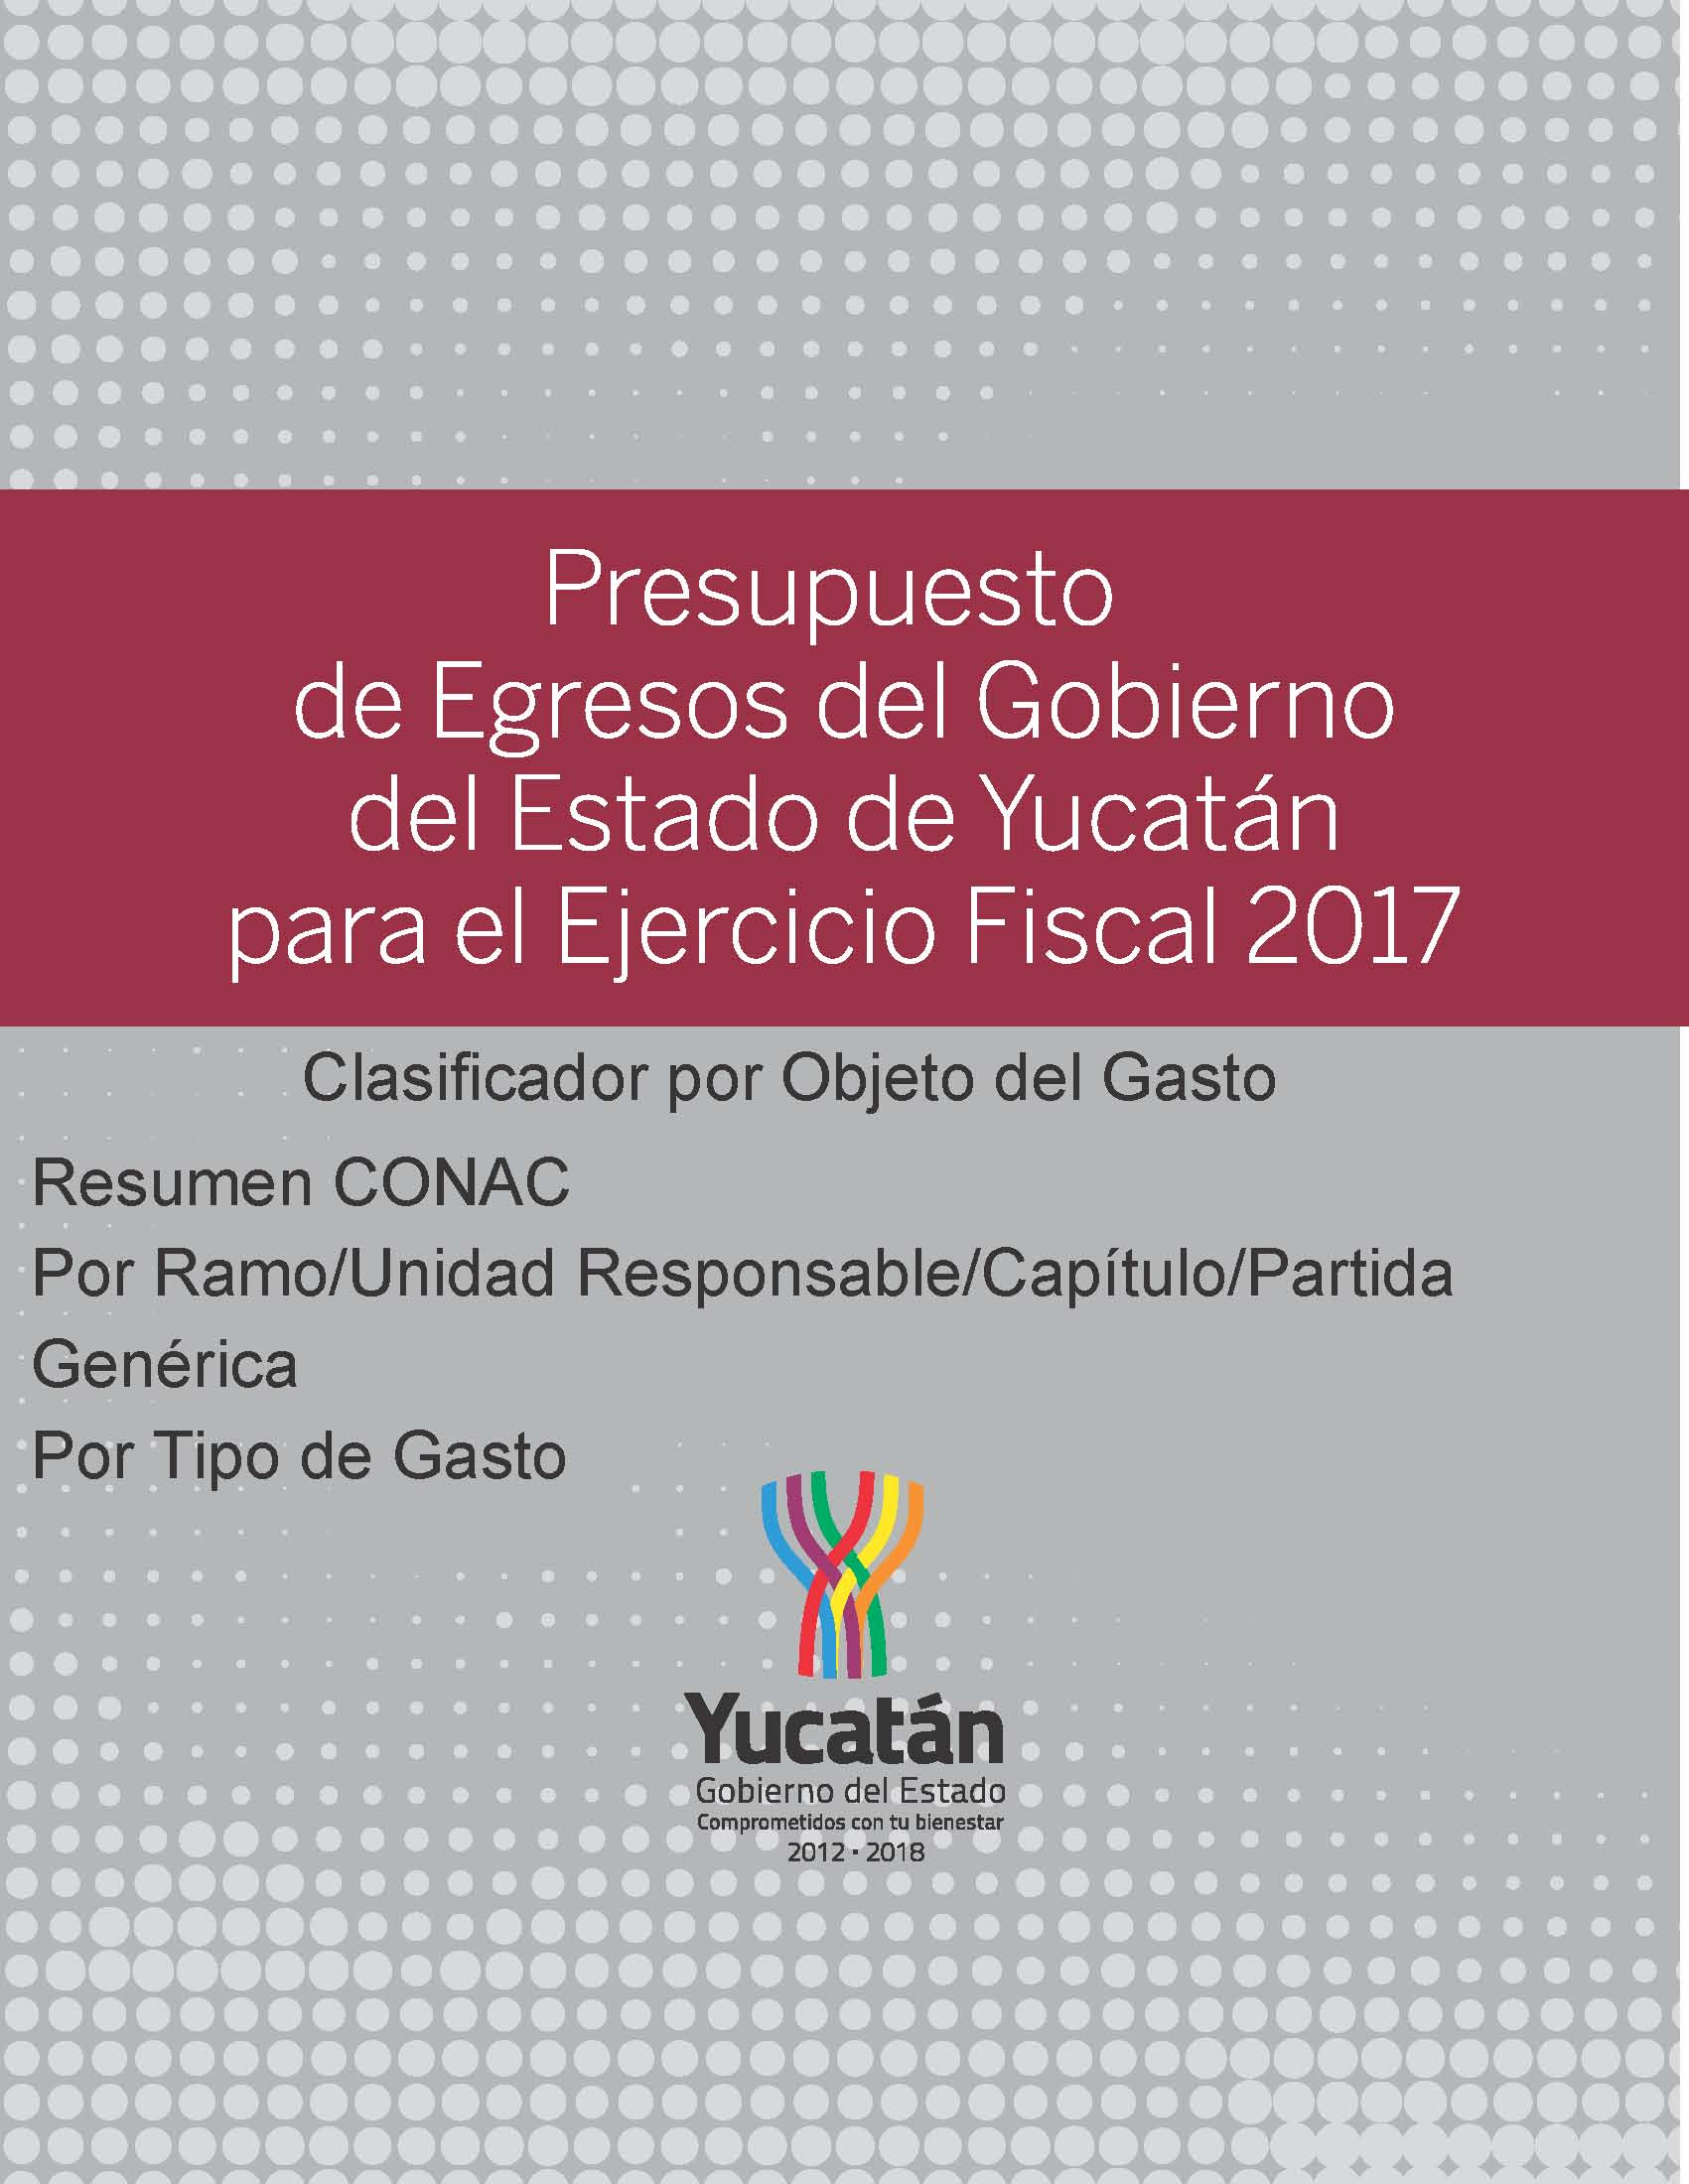 Presupuesto
de Egresos del Gobierno
del Estado de Yucatán
para el Ejercicio Fiscal 2017
Clasificador por Objeto del Gasto
Resumen CONAC
Por Ramo/Unidad Responsable/Capítulo/Partida
Genérica
Por Tipo de Gasto
Yucatán
Gobierno del Estado
Comprometidos con tu bienestar
2012 · 2018